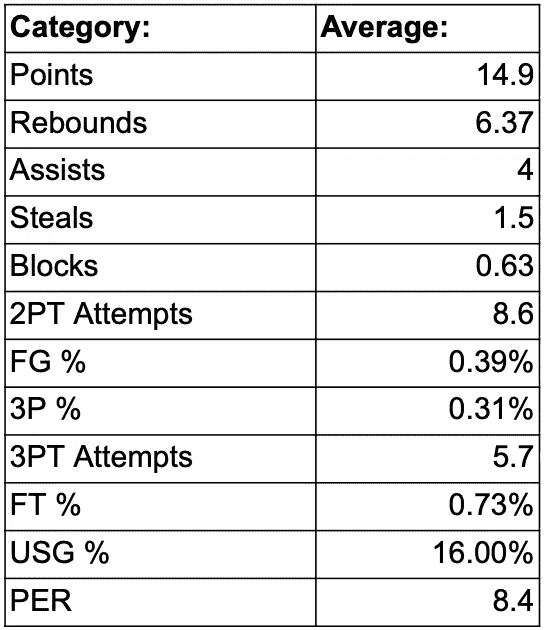 Category: Average:
Points 14.9
Rebounds 6.37
Assists 4
Steals 1.5
Blocks 0.63
2PT Attempts 8.6
FG % 0.39%
3P % 0.31%
3PT Attempts 5.7
FT % 0.73%
USG % 16.00%
PER 8.4